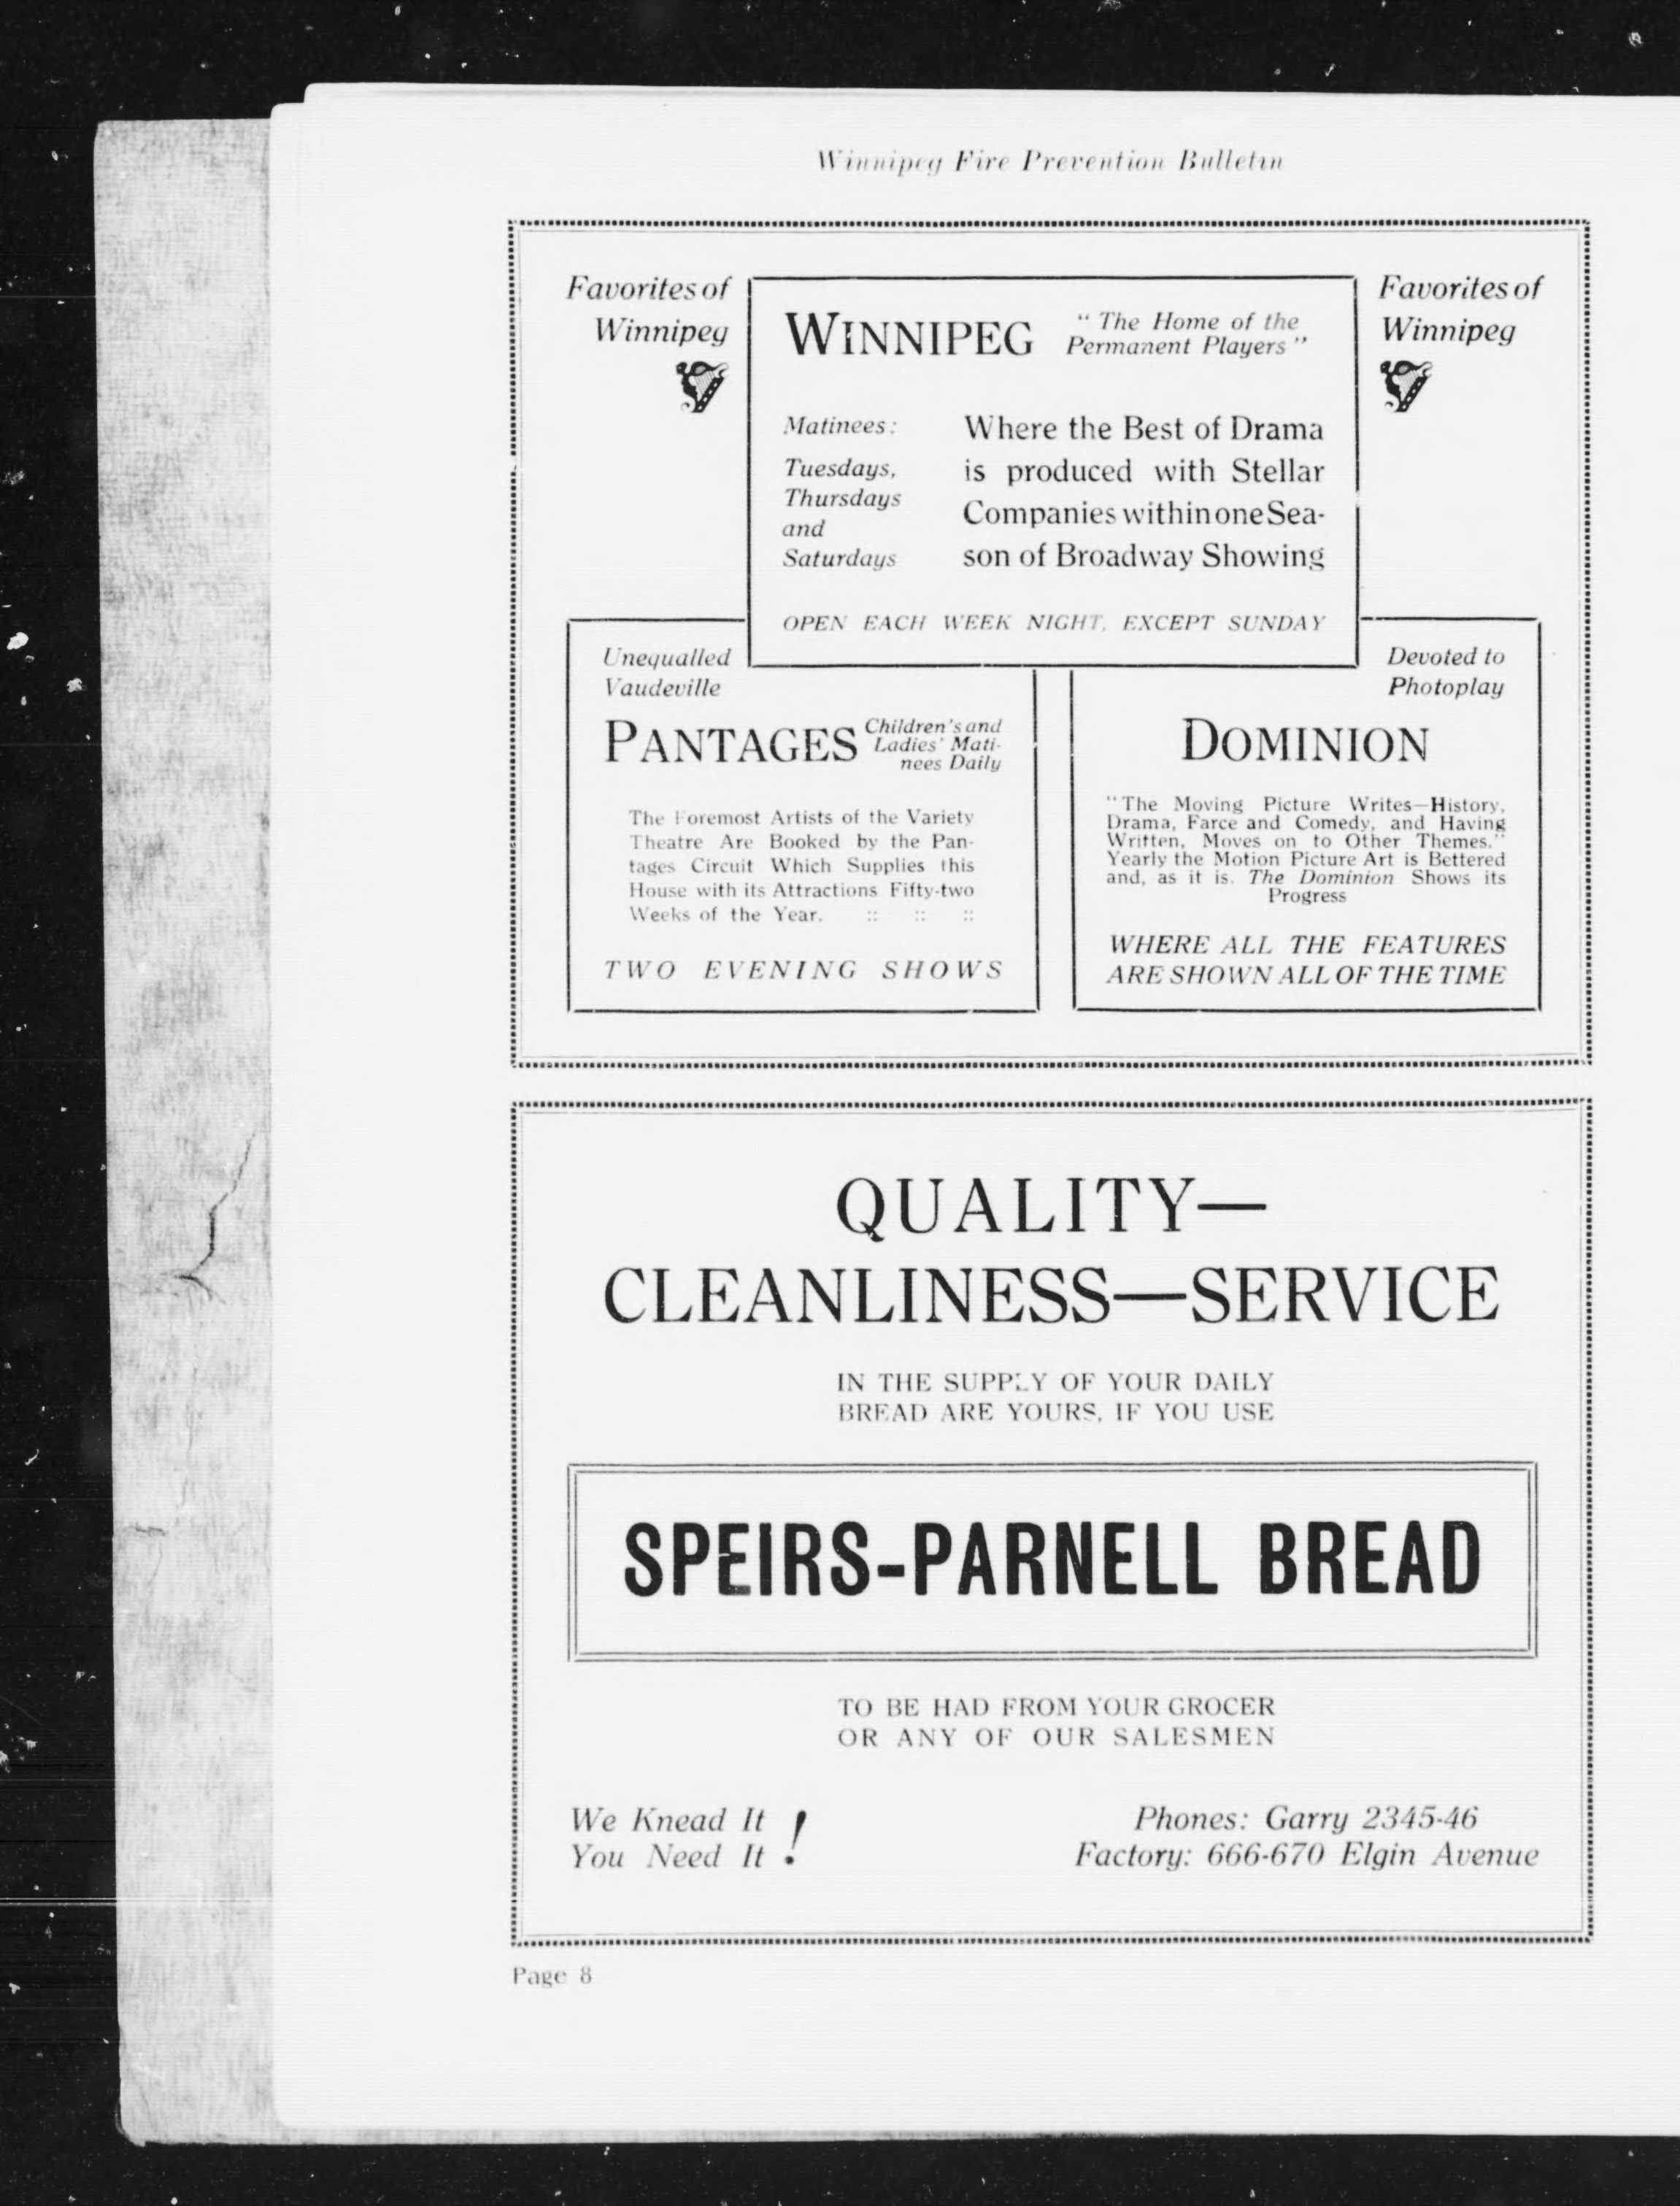 Winnipeg Fire Prevention Bulletin
Favorites of
Winnipeg
WINNIPEG
" The Home of the
Permanent Players "
Matinees:
Tuesdays,
Thursdays
and
Saturdays
Where the Best of Drama
is produced with Stellar
Companies within one Sea-
son of Broadway Showing
OPEN EACH WEEK NIGHT, EXCEPT SUNDAY
Favorites of
Winnipeg
Unequalled
Vaudeville
PANTAGES
Children's and
Ladies' Mati-
nees Daily
The Foremost Artists of the Variety
Theatre Are Booked by the Pan-
tages Circuit Which Supplies this
House with its Attractions Fifty-two
Weeks of the Year. :: :: ::
TWO EVENING SHOWS
Devoted to
Photoplay
DOMINION
"The Moving Picture Writes—History,
Drama, Farce and Comedy, and Having
Written, Moves on to Other Themes."
Yearly the Motion Picture Art is Bettered
and, as it is, The Dominion Shows its
Progress
WHERE ALL THE FEATURES
ARE SHOWN ALL OF THE TIME
QUALITY—
CLEANLINESS—SERVICE
IN THE SUPPLY OF YOUR DAILY
BREAD ARE YOURS, IF YOU USE
SPEIRS-PARNELL BREAD
TO BE HAD FROM YOUR GROCER
OR ANY OF OUR SALESMEN
We Knead It
You Need It !
Phones: Garry 2345-46
Factory: 666-670 Elgin Avenue
Page 8